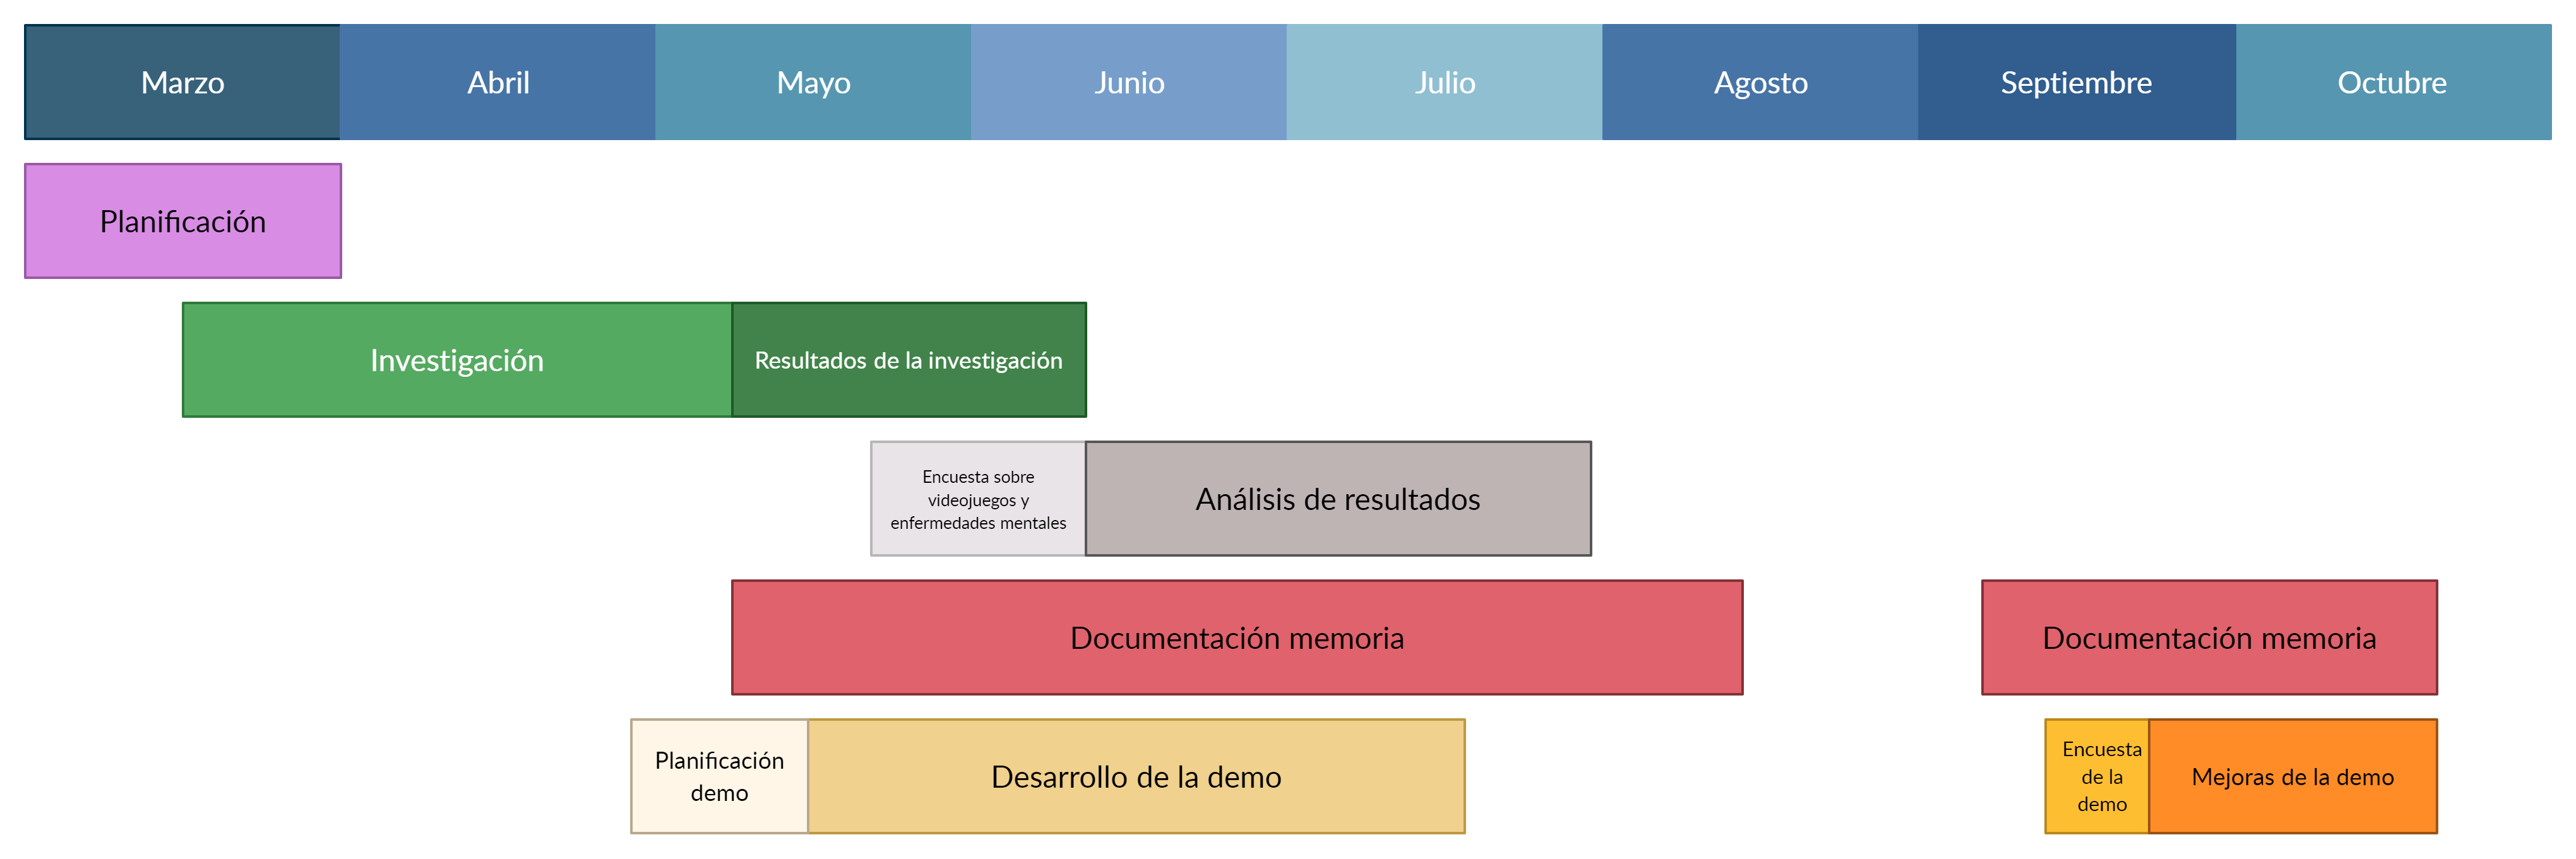 Marzo
Abril
Mayo
Junio
Julio
Agosto
Septiembre
Octubre
Planificación
Investigación
Resultados de la investigación
Encuesta sobre
videojuegos y
enfermedades mentales
Análisis de resultados
Documentación memoria
Documentación memoria
Planificación
demo
Desarrollo de la demo
Encuesta
de la
demo
Mejoras de la demo